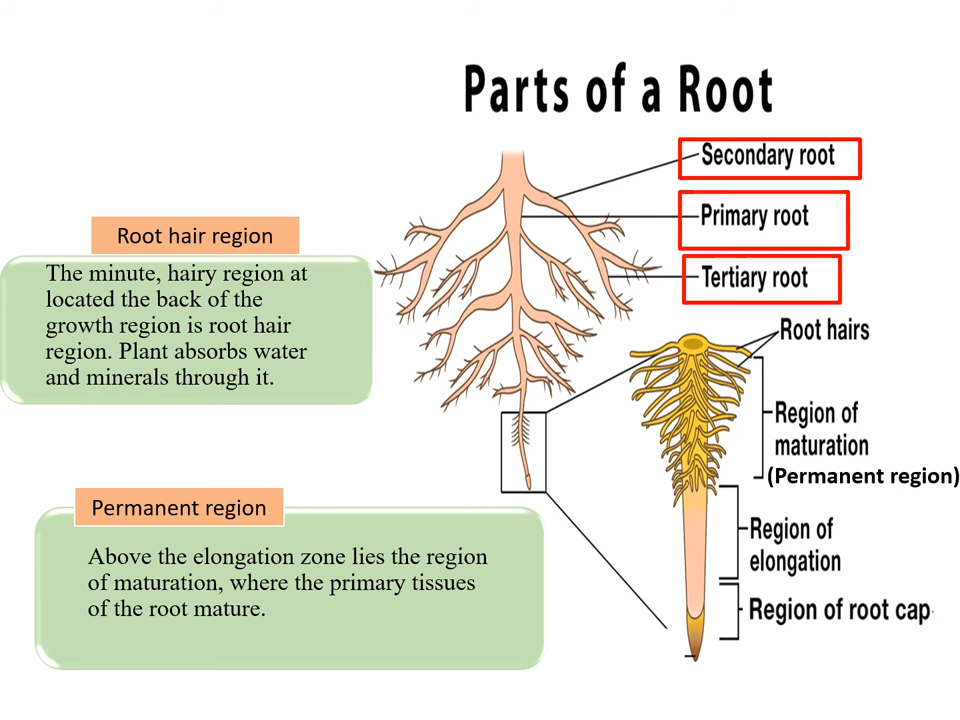 Parts of a Root
Secondary root
Primary root
Tertiary root
Root hair region
The minute, hairy region at
located the back of the
growth region is root hair
region. Plant absorbs water
and minerals through it.
Root hairs
Region of
maturation
(Permanent region)
Region of
elongation
Region of root cap
Permanent region
Above the elongation zone lies the region
of maturation, where the primary tissues
of the root mature.